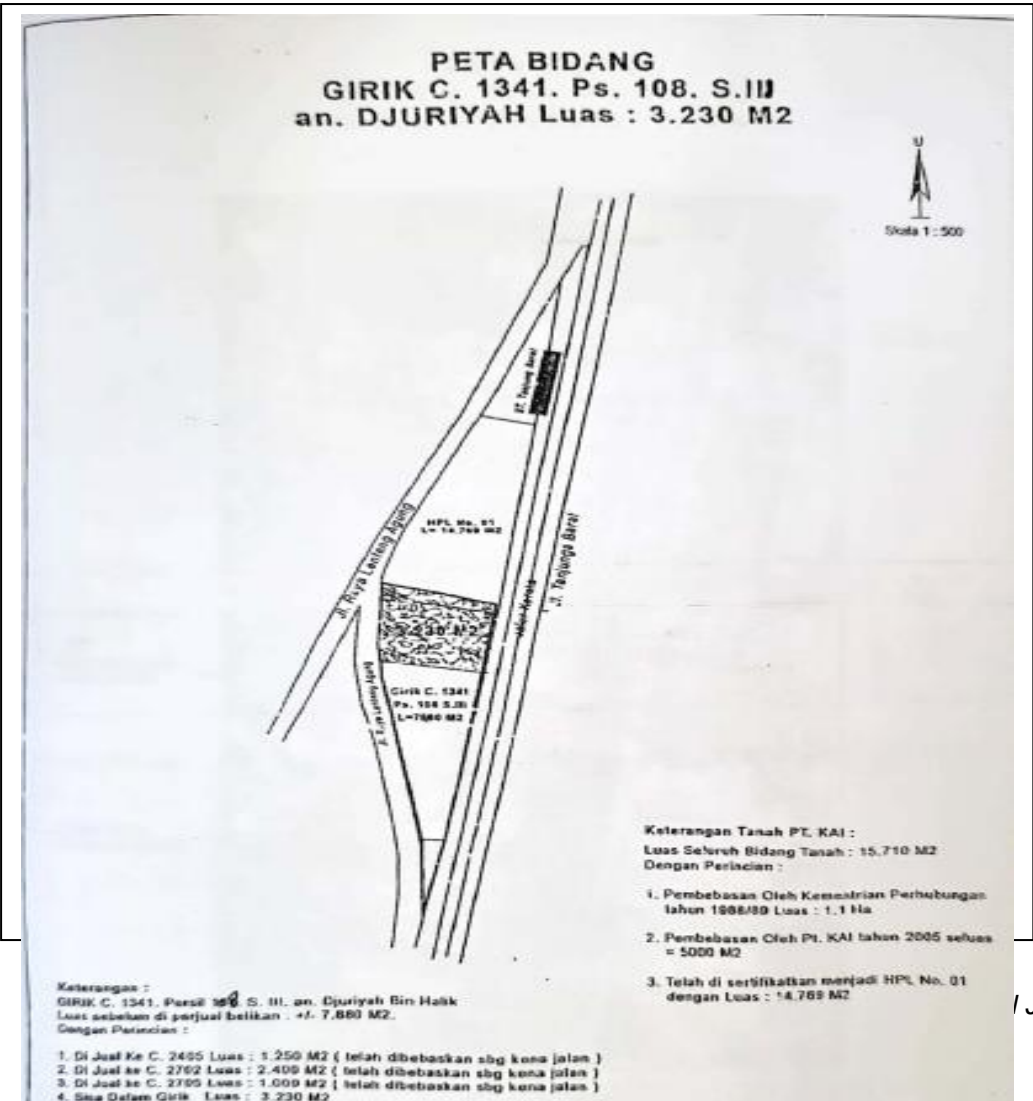 PETA BIDANG
GIRIK C. 1341. Ps. 108. S.III
an. DJURIYAH Luas : 3.230 M2
U
Skala 1 : 500
ST. Tanjung Barat
HPL No. 01
L= 14.769 M2
Jl. Raya Lenteng Agung
Jl. Tanjunga Barat
Jalur Kereta
3.230 M2
Girik C. 1341
Ps. 108 S.III
L=7880 M2
Keterangan Tanah PT. KAI :
Luas Seluruh Bidang Tanah : 15.710 M2
Dengan Perincian :
1. Pembebasan Oleh Kementrian Perhubungan
tahun 1988/89 Luas : 1.1 Ha
2. Pembebasan Oleh Pt. KAI tahun 2005 seluas
= 5000 M2
3. Telah di sertifikatkan menjadi HPL No. 01
dengan Luas : 14.769 M2
Keterangan :
GIRIK C. 1341. Persil 108. S. III. an. Djuriyah Bin Halik
Luas sebelum di perjual belikan : +/- 7.880 M2.
Dengan Perincian :
1. Di Jual Ke C. 2405 Luas : 1.250 M2 ( telah dibebaskan sbg kena jalan )
2. Di Jual ke C. 2702 Luas : 2.400 M2 ( telah dibebaskan sbg kena jalan )
3. Di Jual ke C. 2705 Luas : 1.000 M2 ( telah dibebaskan sbg kena jalan )
4. Sisa Dalam Girik Luas : 3.230 M2